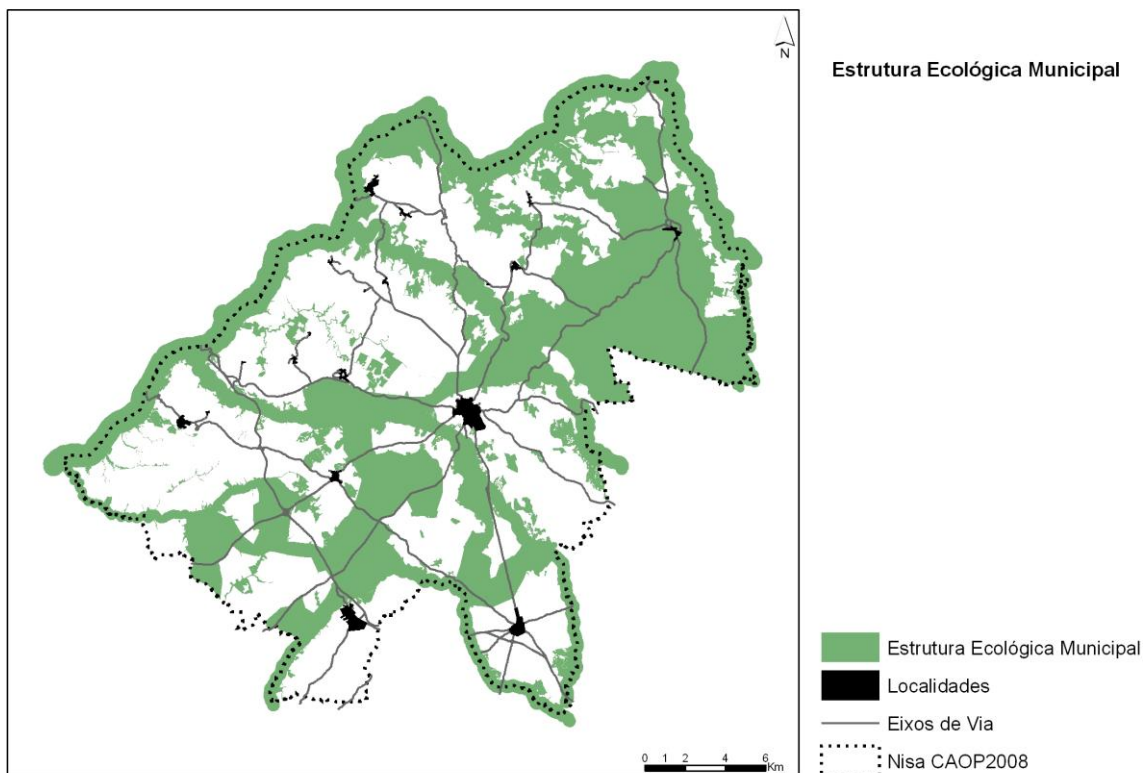 N
Estrutura Ecológica Municipal
Estrutura Ecológica Municipal
Localidades
Eixos de Via
Nisa CAOP2008
0 1 2 4 6
Km